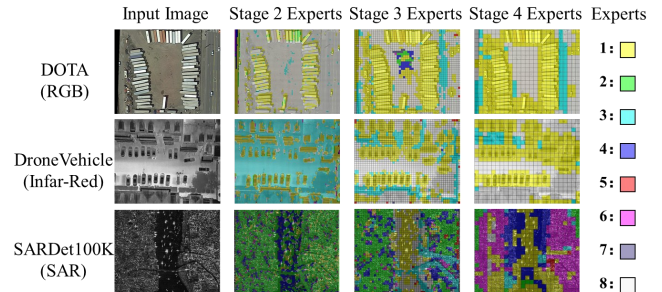 Input Image Stage 2 Experts Stage 3 Experts Stage 4 Experts Experts
DOTA
(RGB)
DroneVehicle
(Infar-Red)
SARDet100K
(SAR)
1:
2:
3:
4:
5:
6:
7:
8: